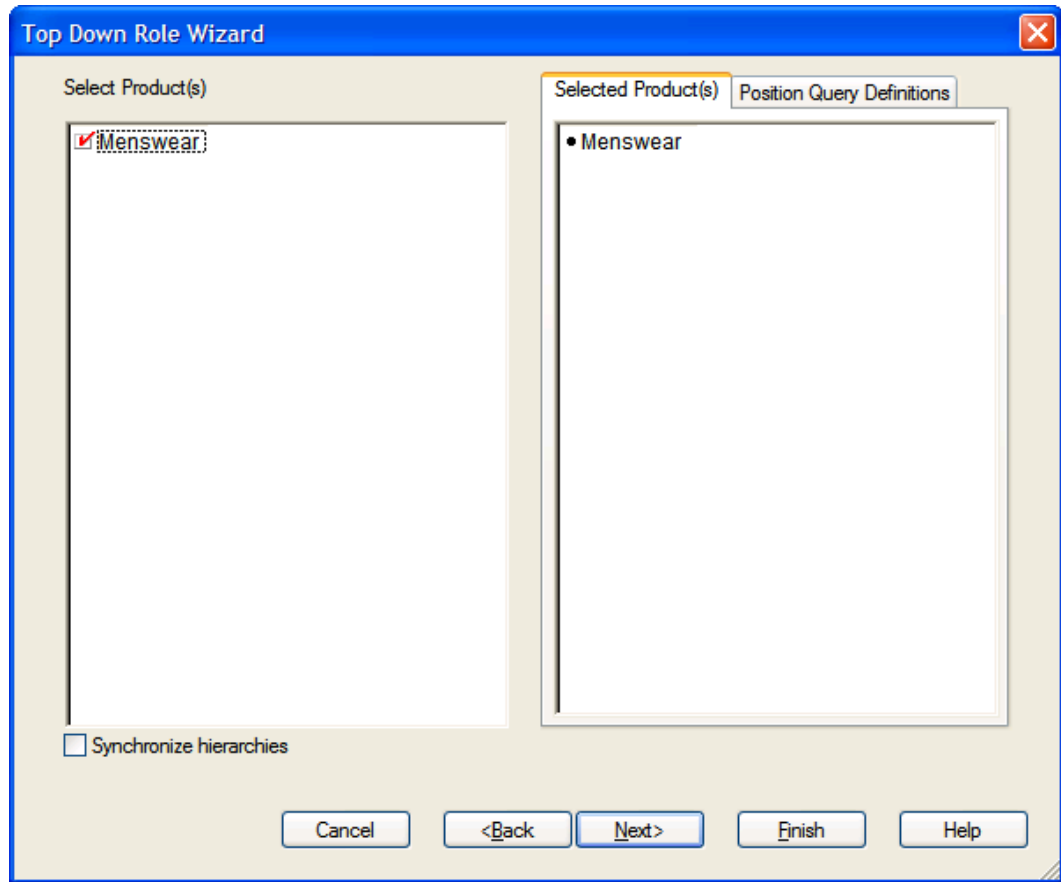 Top Down Role Wizard
Select Product(s)
Selected Product(s)
Position Query Definitions
Menswear
Menswear
Synchronize hierarchies
Cancel
<Back
Next>
Finish
Help